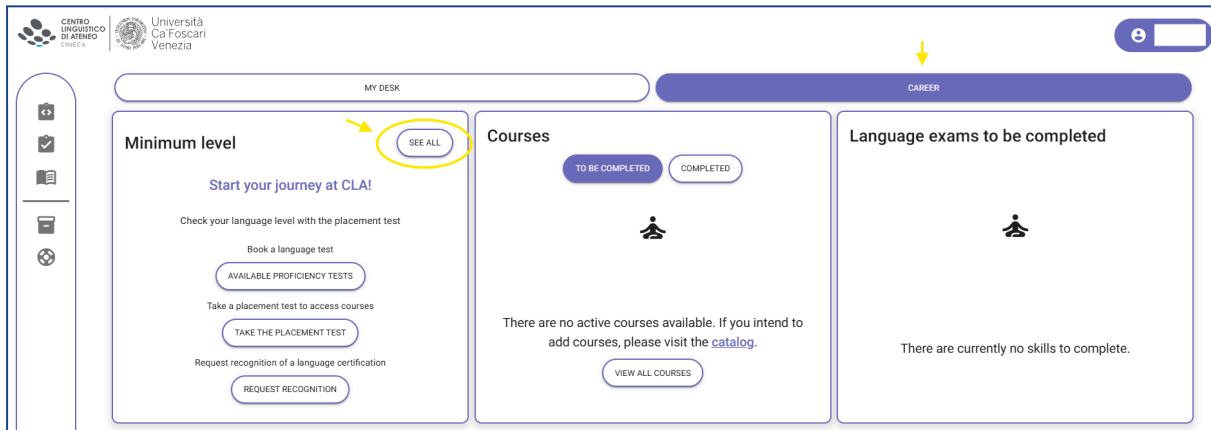 CENTRO
LINGUISTICO
DI ATENEO
CINECA
Università
Ca'Foscari
Venezia
MY DESK
CAREER
Minimum level
SEE ALL
Start your journey at CLA!
Check your language level with the placement test
Book a language test
AVAILABLE PROFICIENCY TESTS
Take a placement test to access courses
TAKE THE PLACEMENT TEST
Request recognition of a language certification
REQUEST RECOGNITION
Courses
TO BE COMPLETED
COMPLETED
There are no active courses available. If you intend to
add courses, please visit the catalog.
VIEW ALL COURSES
Language exams to be completed
There are currently no skills to complete.